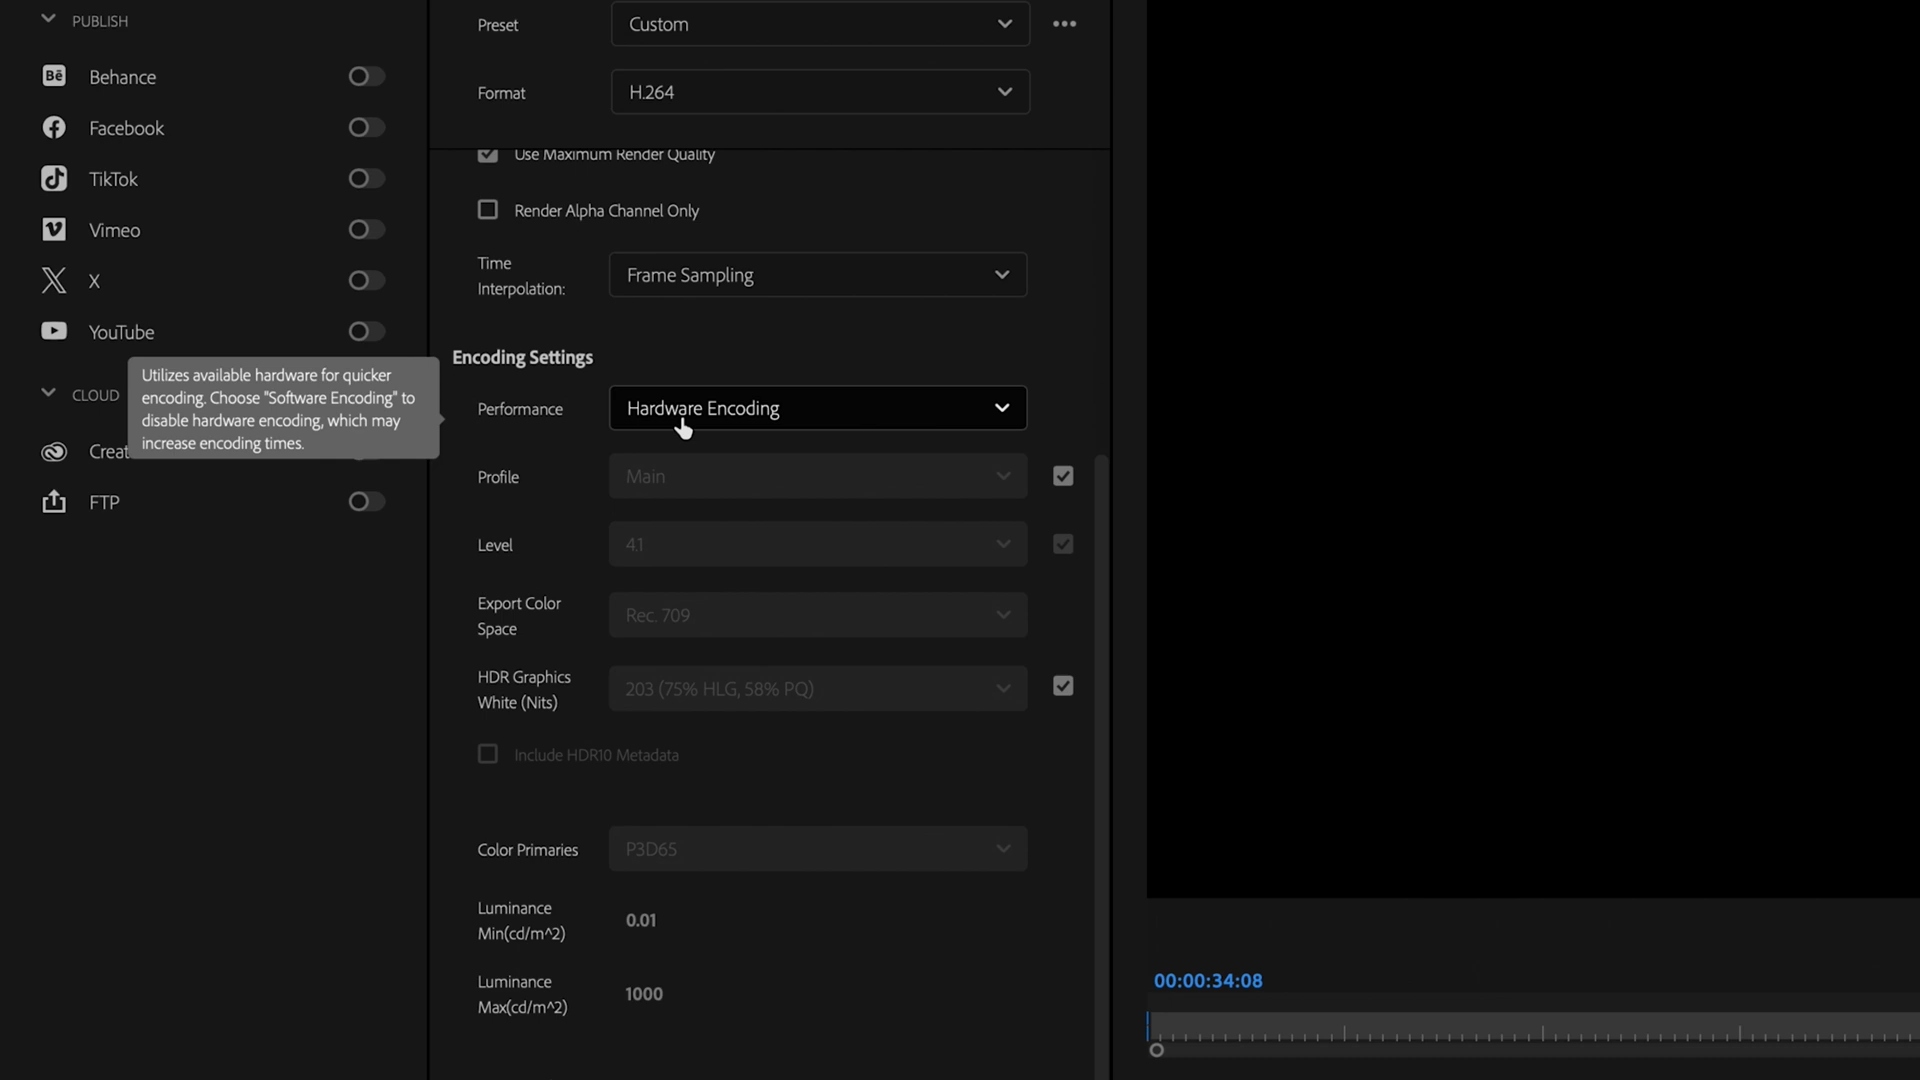 PUBLISH
Bē Behance
Facebook
TikTok
Vimeo
X
YouTube
CLOUD
Utilizes available hardware for quicker
encoding. Choose "Software Encoding" to
disable hardware encoding, which may
increase encoding times.
Creat
FTP
Preset Custom
Format H.264
Use Maximum Render Quality
Render Alpha Channel Only
Time
Interpolation:
Frame Sampling
Encoding Settings
Performance Hardware Encoding
Profile Main
Level 4.1
Export Color
Space
Rec. 709
HDR Graphics
White (Nits)
203 (75% HLG, 58% PQ)
Include HDR10 Metadata
Color Primaries P3D65
Luminance
Min(cd/m^2)
0.01
Luminance
Max(cd/m^2)
1000
00:00:34:08